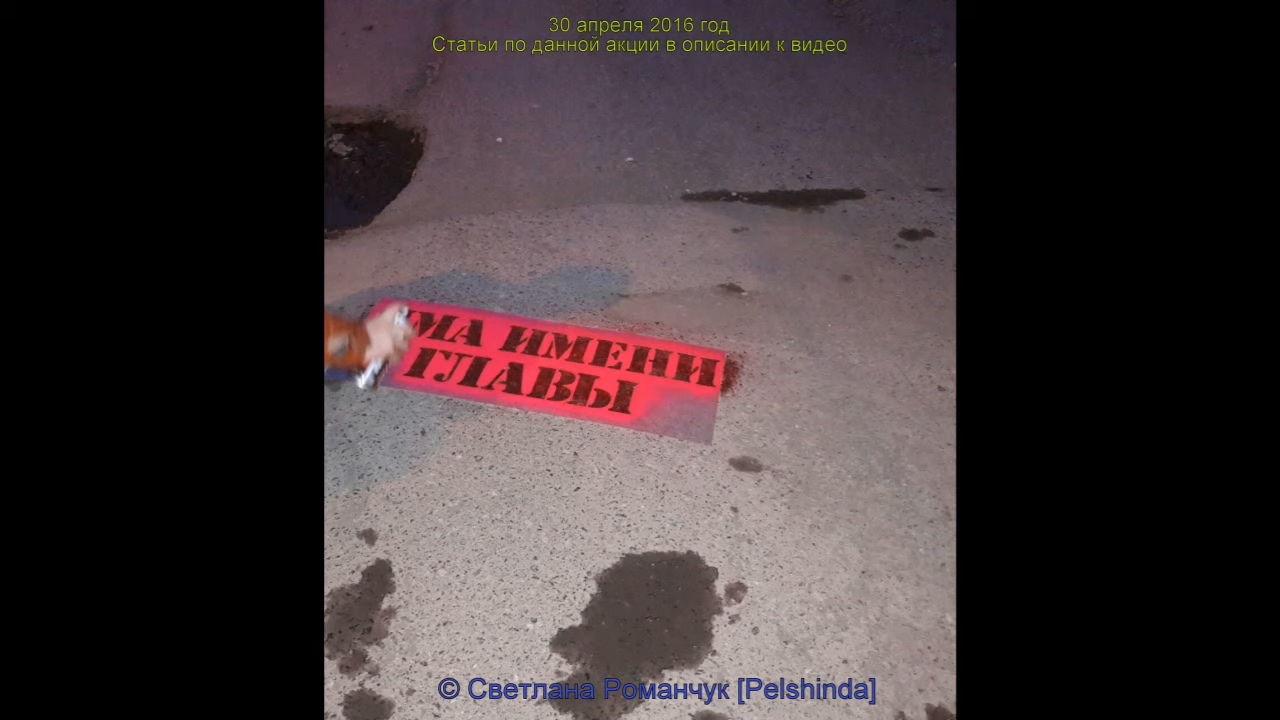 30 апреля 2016 год
Статьи по данной акции в описании к видео
МА ИМЕНИ
ГЛАВЫ
© Светлана Романчук [Pelshinda]